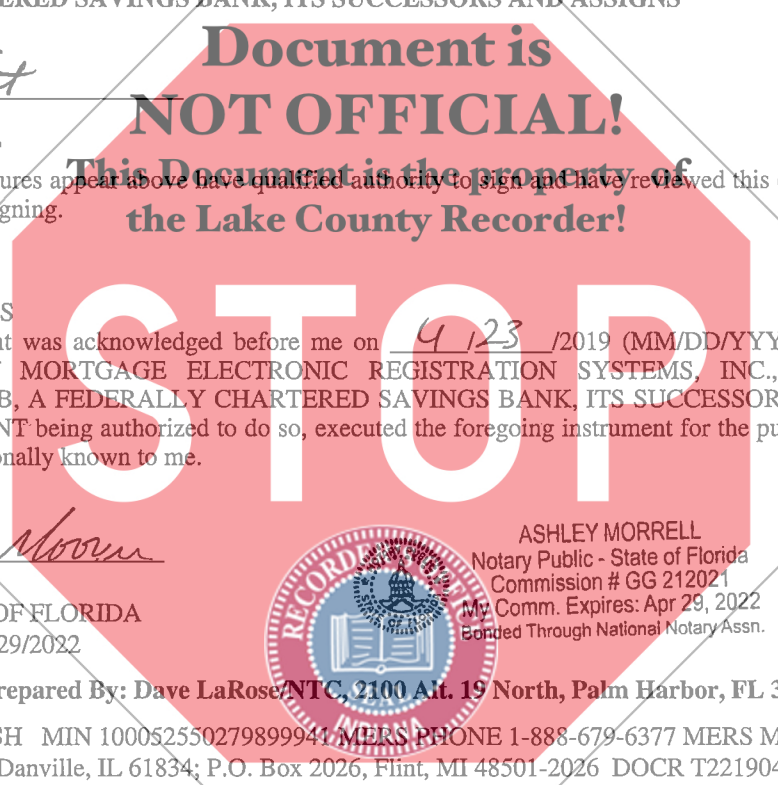 ERED SAVINGS BANK, ITS SUCCESSORS AND ASSIGNS
Document is
NOT OFFICIAL!
This Document is the property of
ures appear above have qualified authority to sign and have reviewed this
gning.
the Lake County Recorder!
STOP
S
nt was acknowledged before me on 4/23/2019 (MM/DD/YYY
MORTGAGE ELECTRONIC REGISTRATION SYSTEMS, INC.,
B, A FEDERALLY CHARTERED SAVINGS BANK, ITS SUCCESSOR
NT being authorized to do so, executed the foregoing instrument for the pu
onally known to me.
ASHLEY MORRELL
Notary Public - State of Florida
Commission # GG 212021
My Comm. Expires: Apr 29, 2022
Bonded Through National Notary Assn.
RECORDER'S OFFICE
SEAL
INDIANA
OF FLORIDA
29/2022
repared By: Dave LaRose/NTC, 2100 Alt. 19 North, Palm Harbor, FL 3
SH MIN 100052550279899941 MERS PHONE 1-888-679-6377 MERS M
Danville, IL 61834; P.O. Box 2026, Flint, MI 48501-2026 DOCR T221904